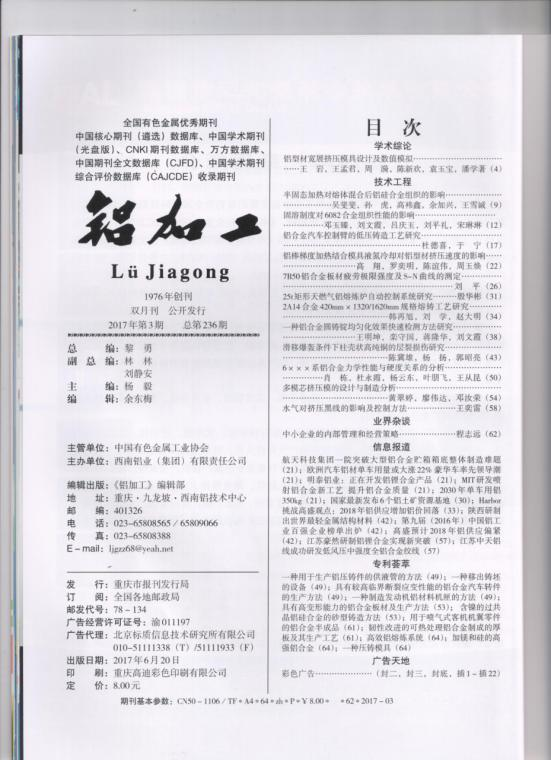 全国有色金属优秀期刊
中国核心期刊（遴选）数据库、中国学术期刊
（光盘版）、CNKI期刊数据库、万方数据库、
中国期刊全文数据库（CJFD）、中国学术期刊
综合评价数据库（CAJCDE）收录期刊
铝加工
Lü Jiagong
1976年创刊
双月刊 公开发行
2017年第3期 总第236期
总 编：黎 勇
副 总 编：林 林
刘静安
主 编：杨 毅
编 辑：余东梅
主管单位：中国有色金属工业协会
主办单位：西南铝业（集团）有限责任公司
编辑出版：《铝加工》编辑部
地 址：重庆·九龙坡·西南铝技术中心
邮 编：401326
电 话：023-65808565／65809066
传 真：023-65808388
E-mail：ljgzz68@yeah.net
发 行：重庆市报刊发行局
订 阅：全国各地邮政局
邮发代号：78-134
广告经营许可证号：渝011197
广告代理：北京标质信息技术研究所有限公司
010-51111338（T）/51111933（F）
出版日期：2017年6月20日
印 刷：重庆高迪彩色印刷有限公司
定 价：8.00元
目 次
学术综论
铝型材宽展挤压模具设计及数值模拟
……王 岩，王孟君，周 漪，陈新欢，袁玉宝，潘学著（4）
技术工程
半固态加热对熔体混合后铝硅合金组织的影响
……吴斐斐，孙 虎，高祎鑫，余加兴，王雪诚（9）
固溶制度对6082合金组织性能的影响
……邓玉臻，刘文霞，吕庆玉，刘平礼，宋琳琳（12）
铝合金汽车控制臂的低压铸造工艺研究
……杜德喜，于 宁（17）
铝棒梯度加热结合模具液氮冷却对铝型材挤压速度的影响
……高 翔，罗奕明，陈谊伟，周玉焕（22）
7B50铝合金板材疲劳极限强度及S-N曲线的测定
……刘 平（26）
25t矩形天燃气铝熔炼炉自动控制系统研究……殷华彬（31）
2A14合金420mm×1320/1620mm规格熔铸工艺研究
……韩再旭，刘 学，赵大明（34）
一种铝合金圆铸锭均匀化效果快速检测方法研究
……王明坤，栾守国，蒋隆华，刘文霞（38）
滑移爆轰条件下柱壳状高纯铜的层裂损伤研究
……陈冀雄，杨 扬，郭昭亮（43）
6×××系铝合金力学性能与硬度关系的分析
……肖 栋，杜永霞，杨云东，叶朋飞，王从昆（50）
多模芯挤压模的设计与制造分析
……黄翠婷，廖伟达，邓汝荣（54）
水气对挤压黑线的影响及控制方法……王奕雷（58）
业界杂谈
中小企业的内部管理和经营策略……程志远（62）
信息报道
航天科技集团一院突破大型铝合金贮箱箱底整体制造难题
（21）；欧洲汽车铝材单车用量或大涨22% 豪华车率先领导潮
（21）；明泰铝业：正在开发铝锂合金产品（21）；MIT研发喷
射铝合金新工艺 提升铝合金质量（21）；2030年单车用铝
350kg（21）；国家最新发布6个铝土矿资源基地（30）；Harbor
挑战高盛观点：2018年铝供应增加铝价回落（33）；陕西研制
出世界最轻金属结构材料（42）；第九届（2016年）中国铝工
业百强企业榜单出炉（42）；高盛预计2018年铝供应偏紧
（42）；江苏豪然研制铝锂合金实现新突破（57）；江苏中天铝
线成功研发低风压中强度全铝合金绞线（57）
专利荟萃
一种用于生产铝压铸件的供液管的方法（49）；一种移出铸坯
的设备（49）；具有较高临界断裂应变性能的铝合金汽车铸件
的生产方法（49）；一种制造发动机铝材料机座的方法（49）；
具有高变形能力的铝合金板材及生产方法（53）；含镍的过共
晶铝硅合金的砂型铸造方法（53）；用于喷气式客机机翼零件
的铝合金半成品（61）；韧性改进的可热处理铝合金制成的厚
板及其生产工艺（61）；高效铝熔炼系统（64）；加镁和硅的高
强铝合金（64）；一种压铸模具（64）
广告天地
彩色广告……（封二，封三，封底，插1-插22）
期刊基本参数：CN50-1106/TF*A4*64*zh*P*￥8.00* *62*2017-03